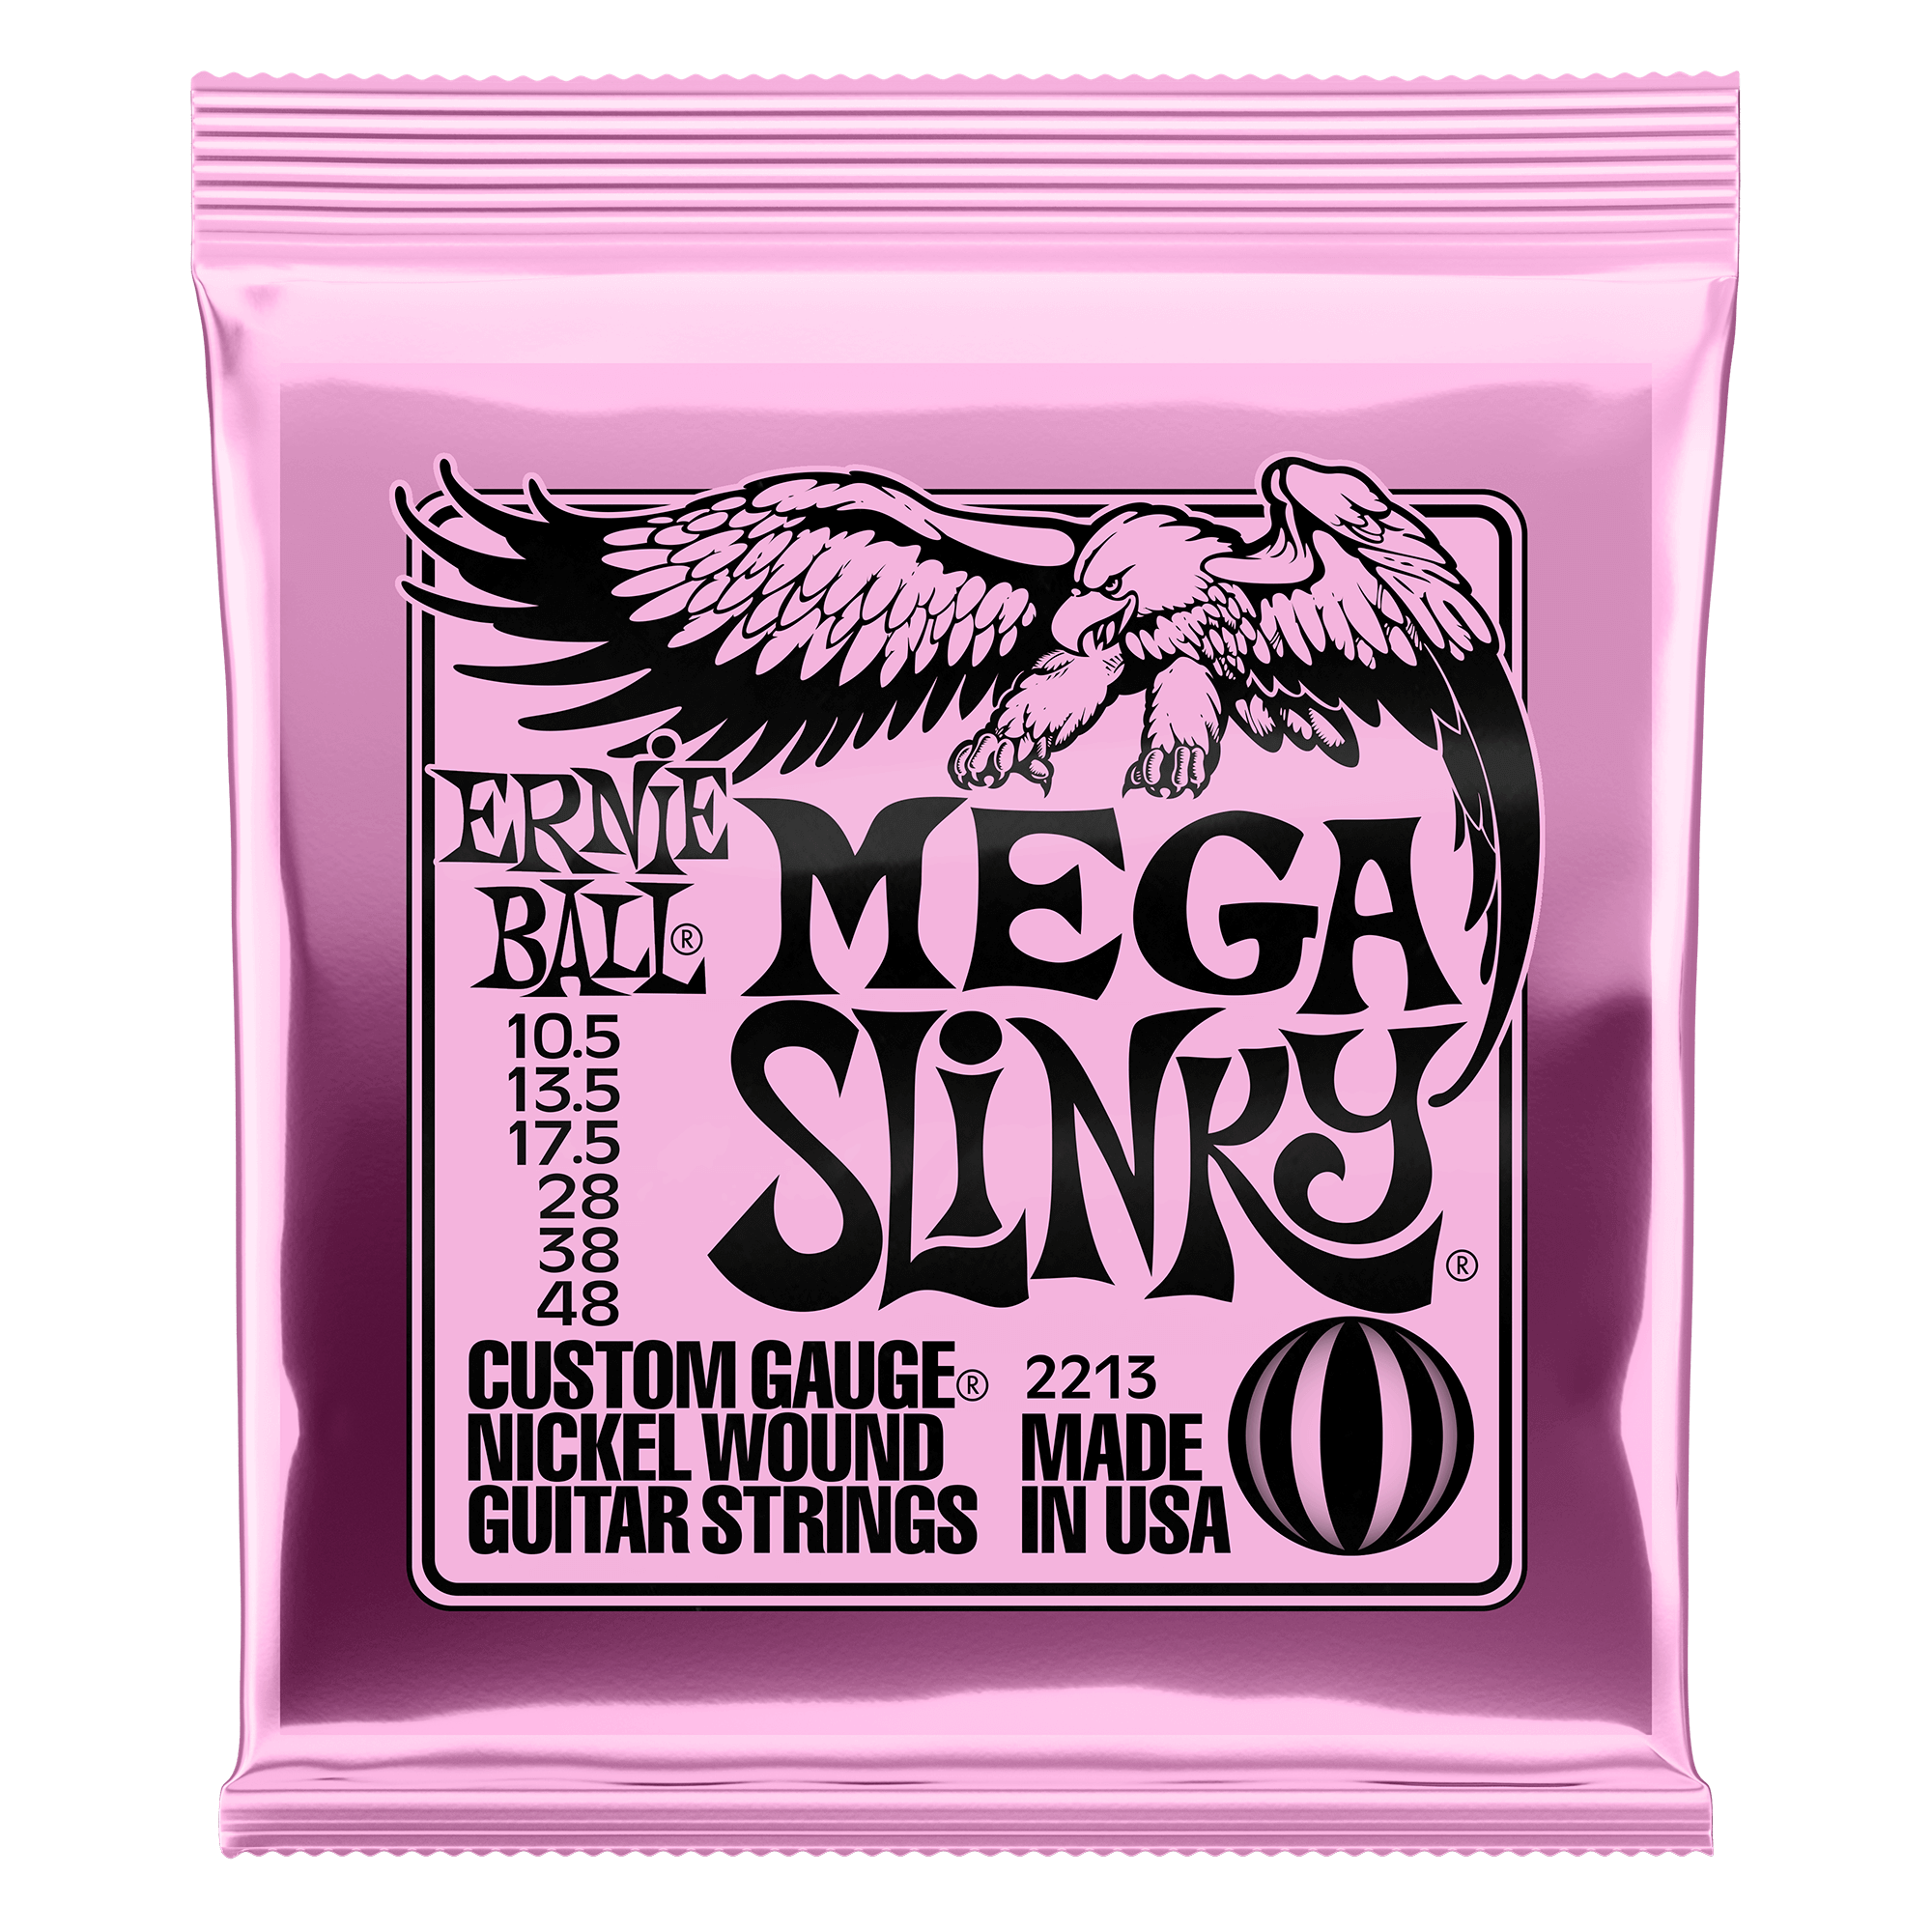 ERNiE
BALL®
MEGA
SLiNKY®
10.5
13.5
17.5
28
38
48
CUSTOM GAUGE®
NICKEL WOUND
GUITAR STRINGS
2213
MADE
IN USA